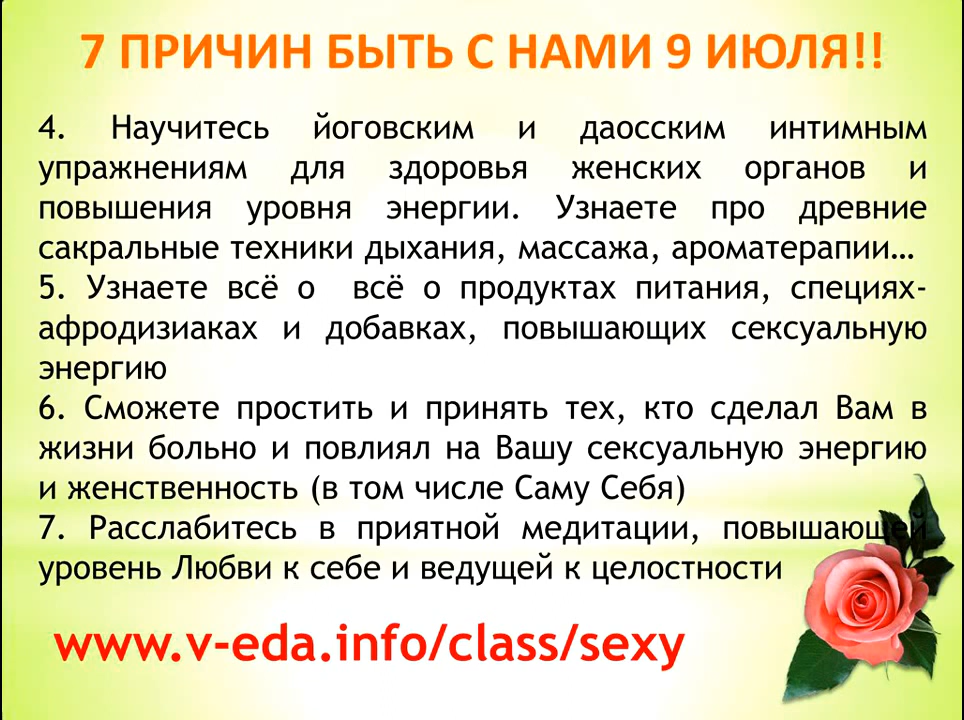 7 ПРИЧИН БЫТЬ С НАМИ 9 ИЮЛЯ!!
4. Научитесь йоговским и даосским интимным
упражнениям для здоровья женских органов и
повышения уровня энергии. Узнаете про древние
сакральные техники дыхания, массажа, ароматерапии…
5. Узнаете всё о  всё о продуктах питания, специях-
афродизиаках и добавках, повышающих сексуальную
энергию
6. Сможете простить и принять тех, кто сделал Вам в
жизни больно и повлиял на Вашу сексуальную энергию
и женственность (в том числе Саму Себя)
7. Расслабитесь в приятной медитации, повышающей
уровень Любви к себе и ведущей к целостности
www.v-eda.info/class/sexy